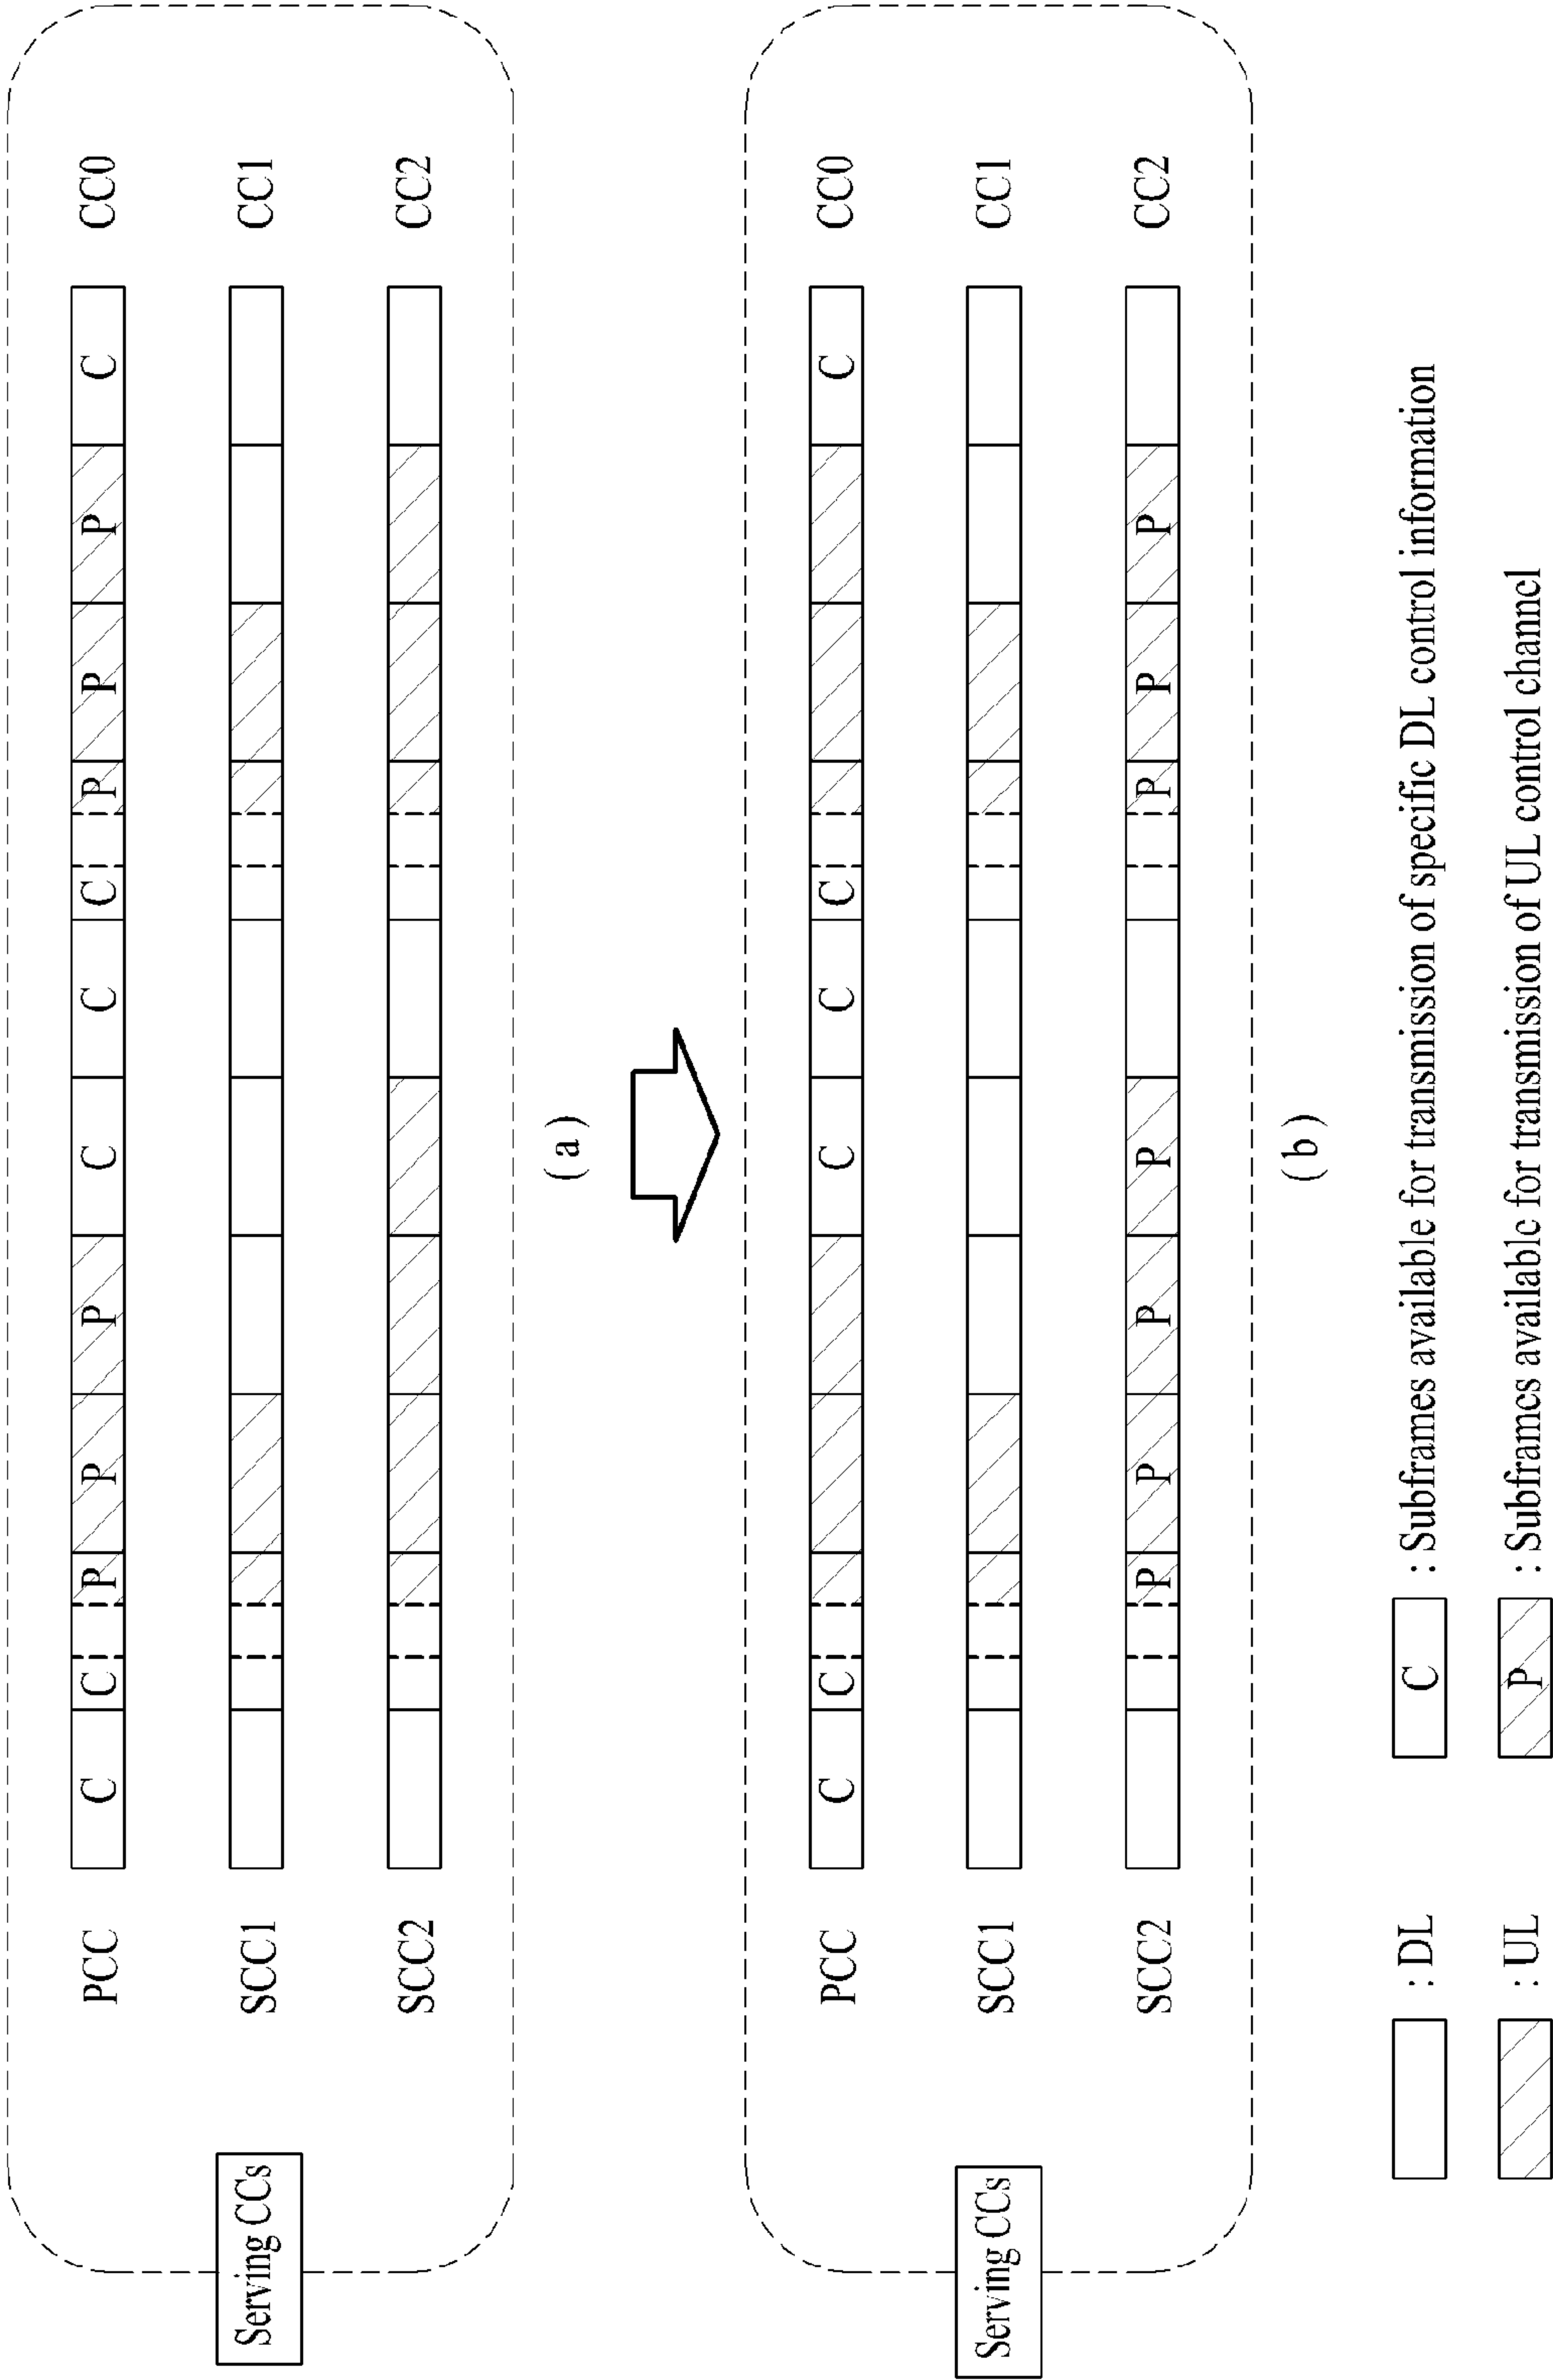 Serving CCs
PCC C C P P P C C C P P P C CC0
SCC1 CC1
SCC2 CC2
(a)
Serving CCs
PCC C C C C C C CC0
SCC1 CC1
SCC2 P P P P P P P CC2
(b)
: DL C : Subframes available for transmission of specific DL control information
: UL P : Subframes available for transmission of UL control channel